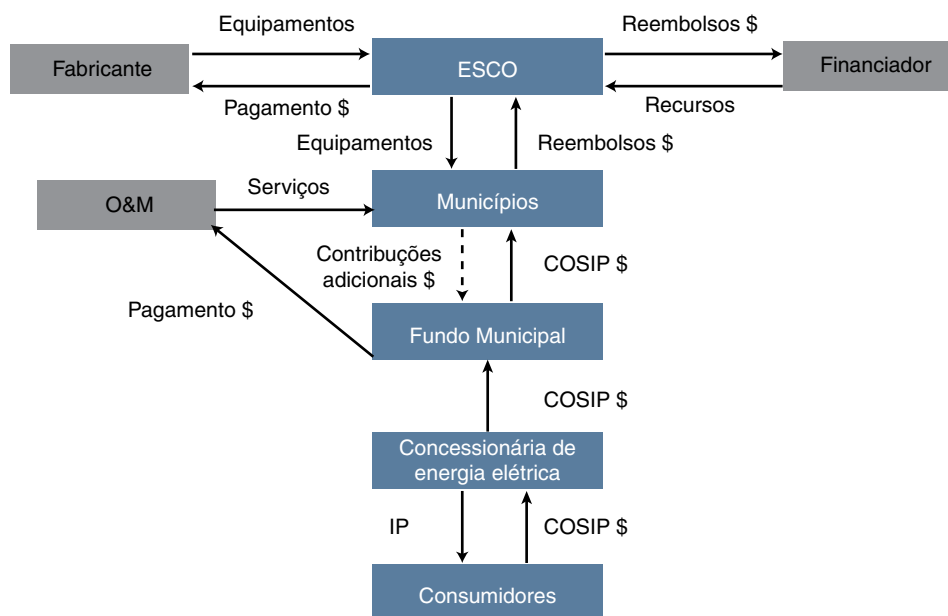 Equipamentos
Reembolsos $
Fabricante
ESCO
Financiador
Pagamento $
Recursos
Equipamentos
Reembolsos $
Serviços
O&M
Municípios
Contribuções
adicionais $
COSIP $
Pagamento $
Fundo Municipal
COSIP $
Concessionária de
energia elétrica
IP
COSIP $
Consumidores